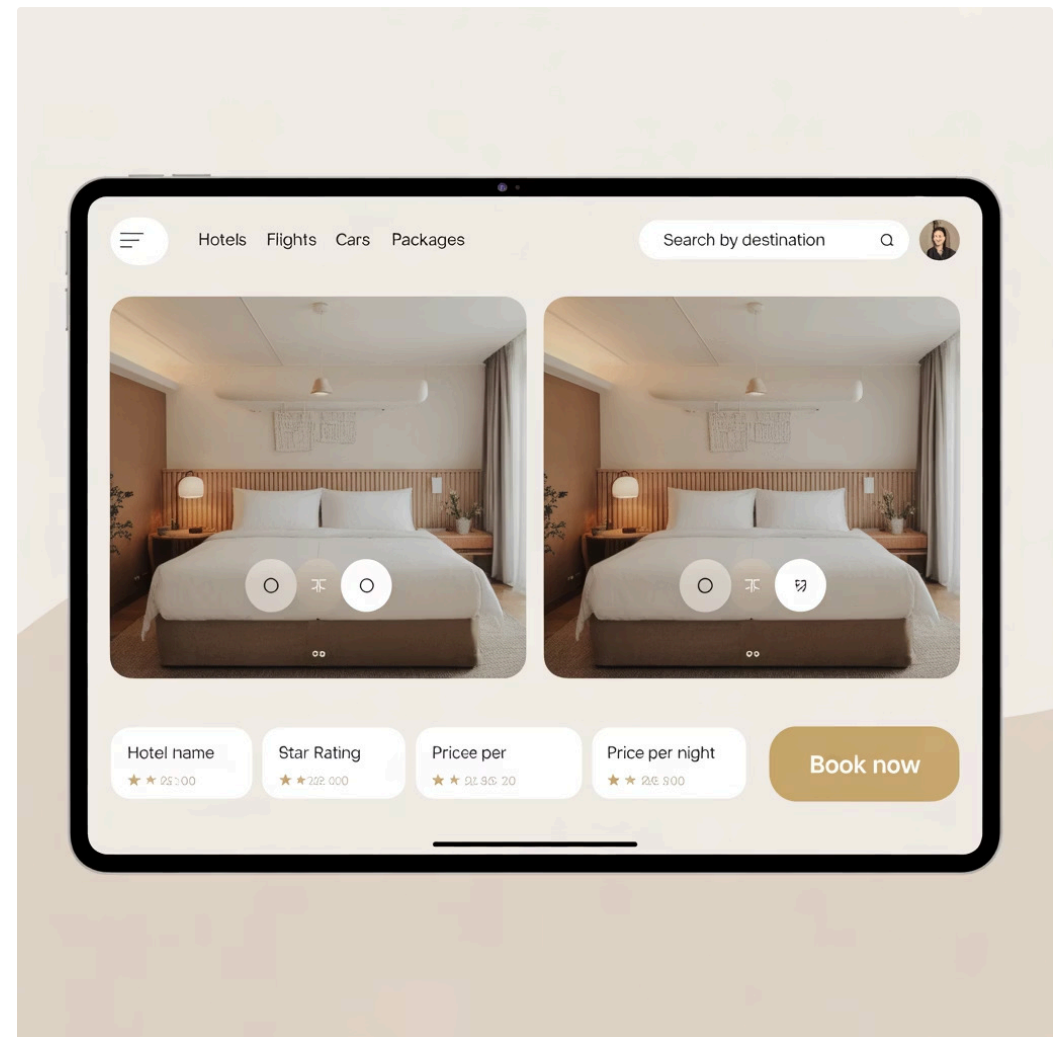 Hotels Flights Cars Packages
Search by destination
Hotel name
Star Rating
Pricee per
Price per night
Book now